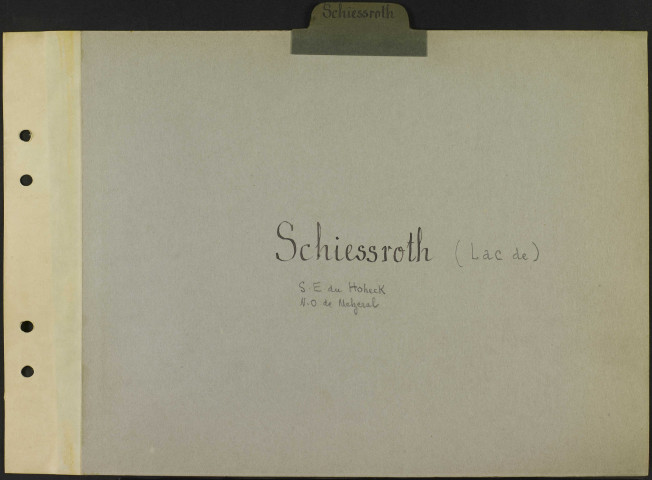 Schiessroth
Schiessroth (Lac de)
S-E du Hoheck
N-O de Metzeral